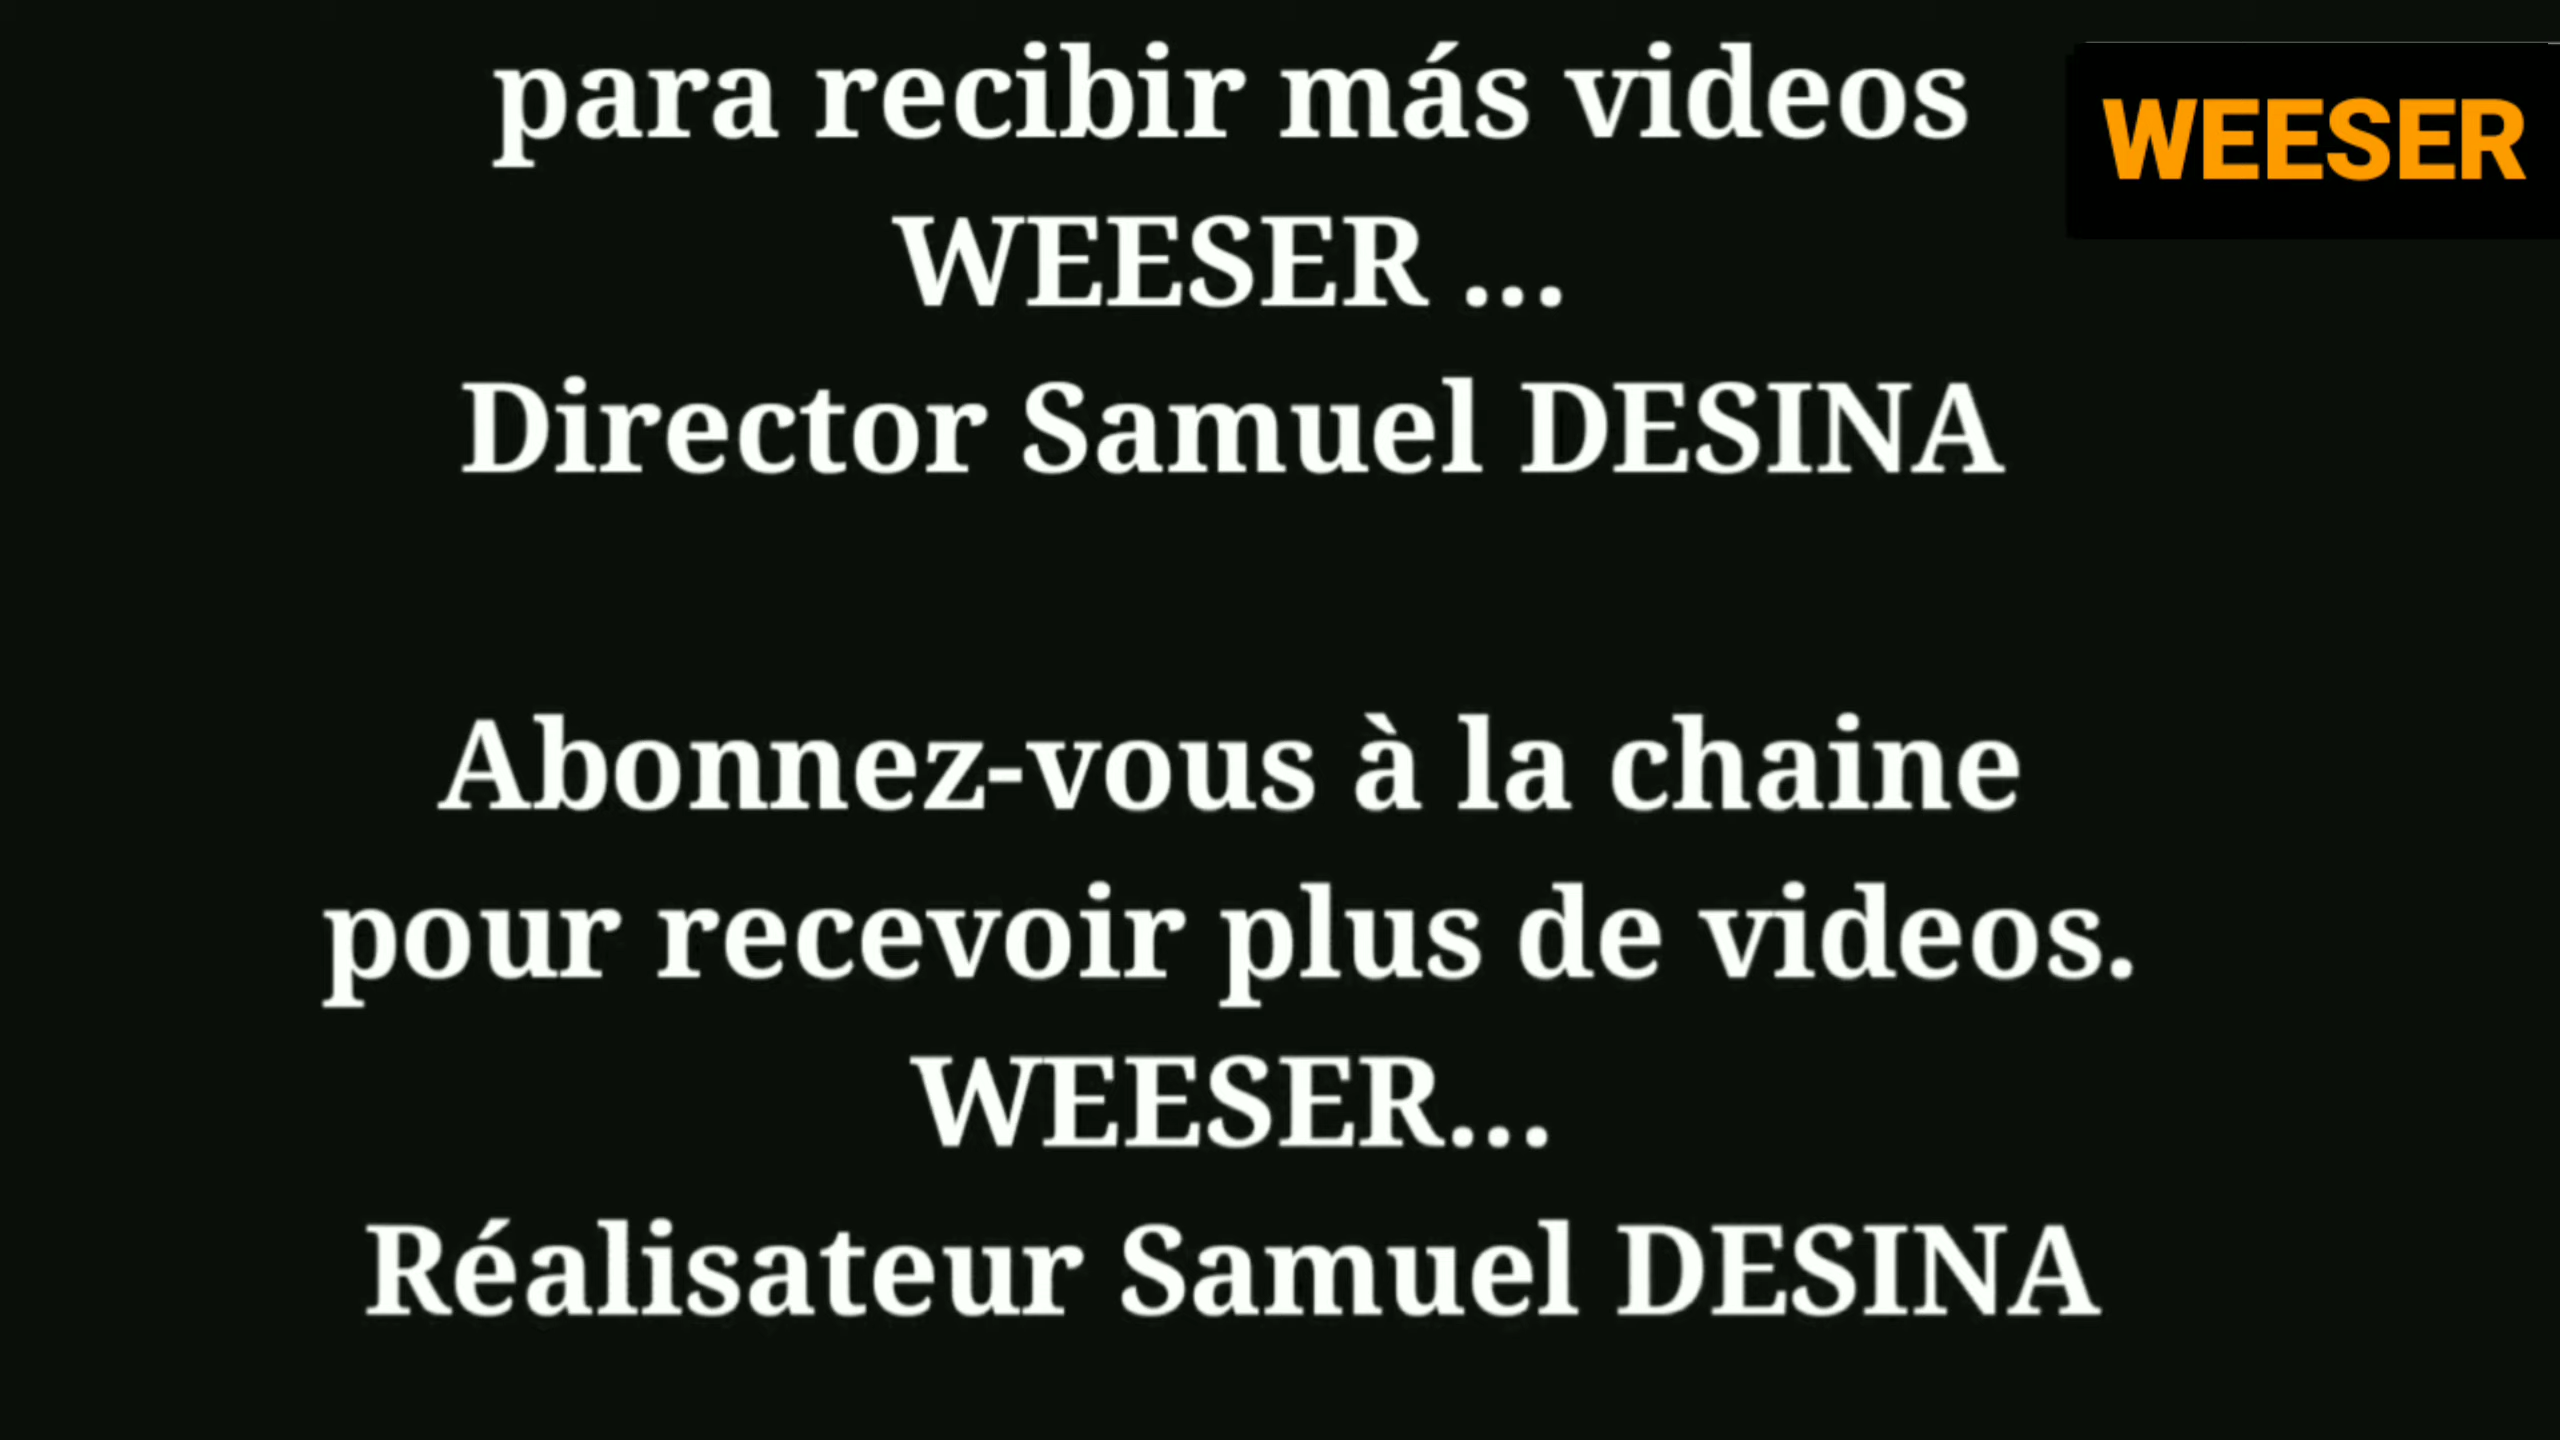 para recibir más videos
WEESER
WEESER ...
Director Samuel DESINA
Abonnez-vous à la chaine
pour recevoir plus de videos.
WEESER...
Réalisateur Samuel DESINA